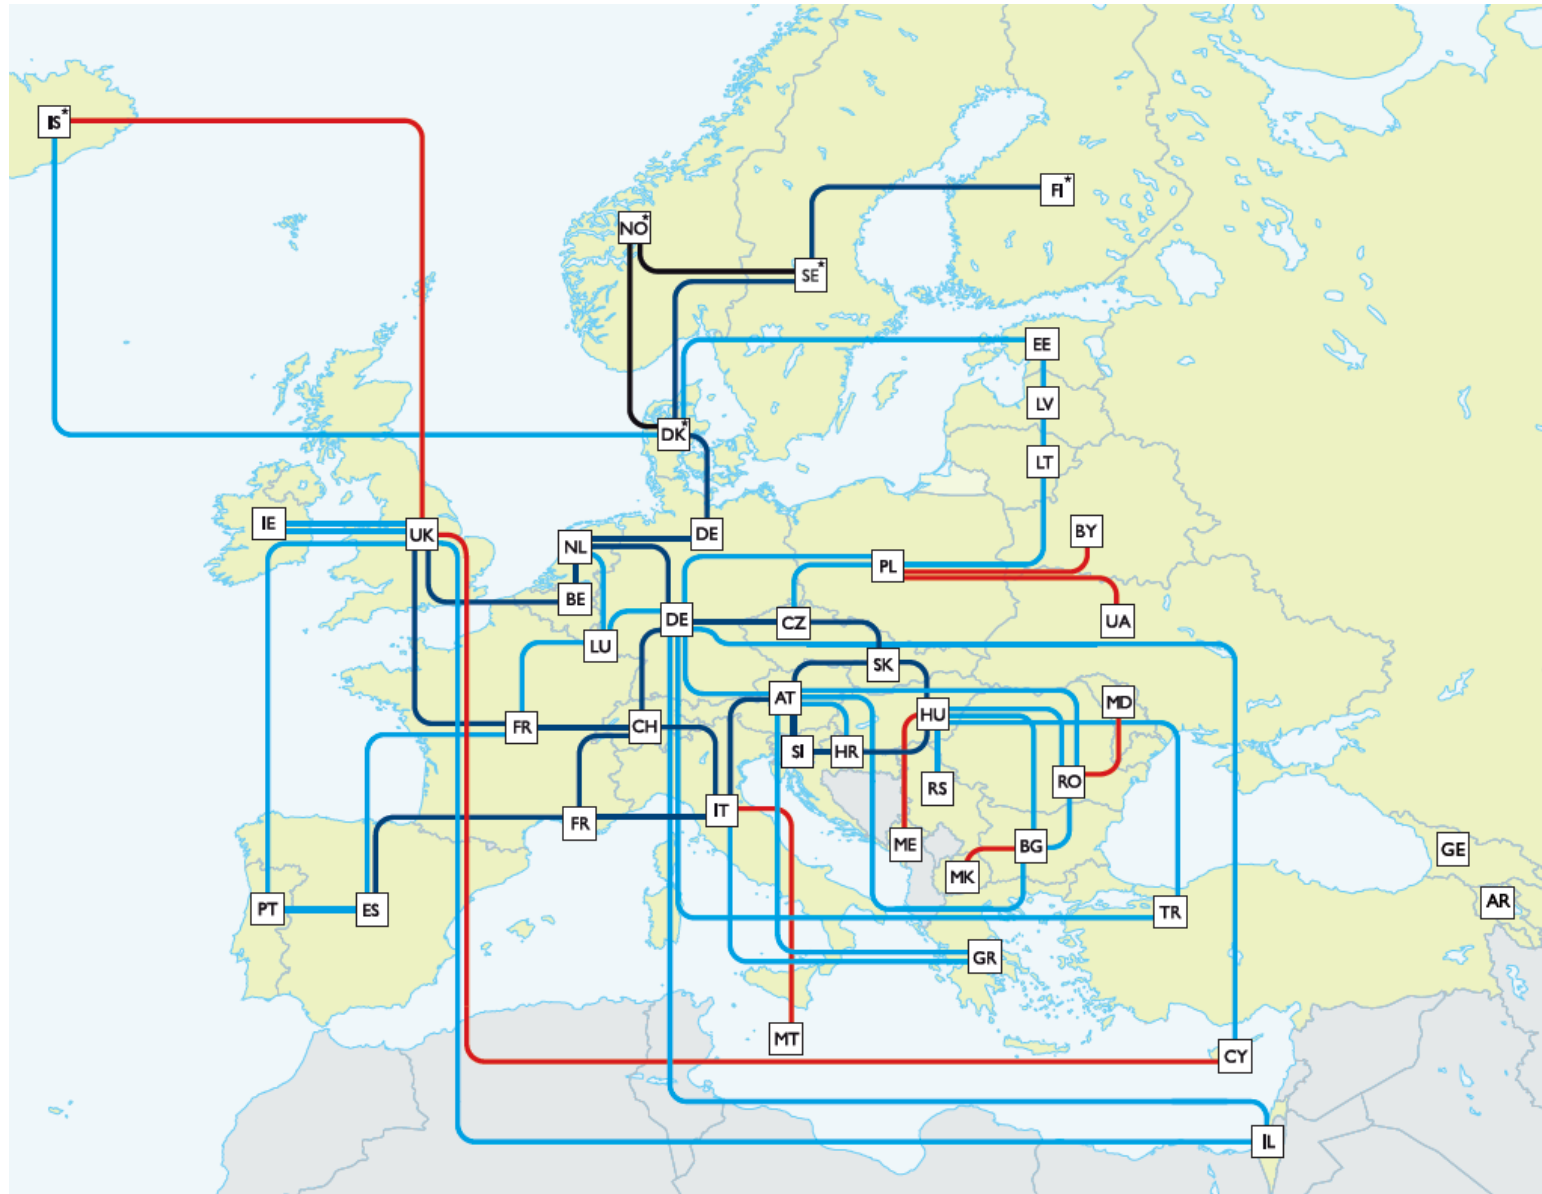 IS*
FI*
NO*
SE*
EE
LV
DK*
LT
IE
UK
NL
DE
BY
PL
BE
DE
CZ
UA
LU
SK
AT
MD
FR
CH
HU
SI
HR
RO
RS
IT
FR
ME
BG
GE
MK
AR
PT
ES
TR
GR
MT
CY
IL